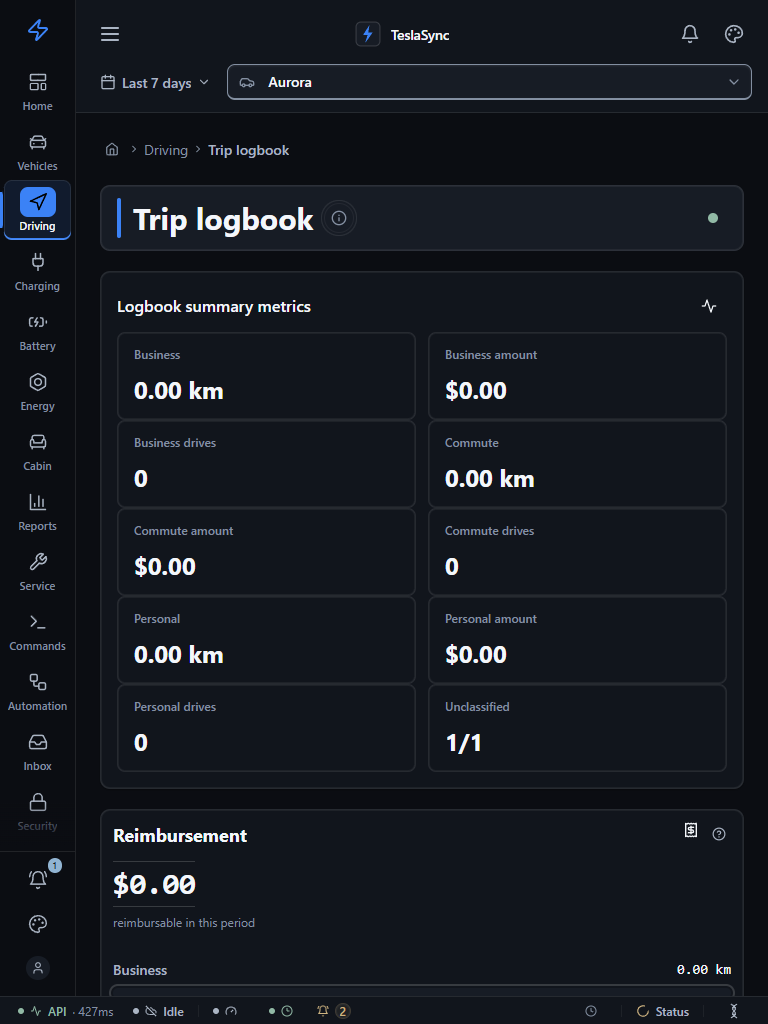 TeslaSync
Last 7 days
Aurora
Home
Vehicles
Driving
Charging
Battery
Energy
Cabin
Reports
Service
Commands
Automation
Inbox
Security
1
Driving > Trip logbook
Trip logbook
Logbook summary metrics
Business
0.00 km
Business amount
$0.00
Business drives
0
Commute
0.00 km
Commute amount
$0.00
Commute drives
0
Personal
0.00 km
Personal amount
$0.00
Personal drives
0
Unclassified
1/1
Reimbursement
$0.00
reimbursable in this period
Business 0.00 km
API · 427ms Idle 2 Status